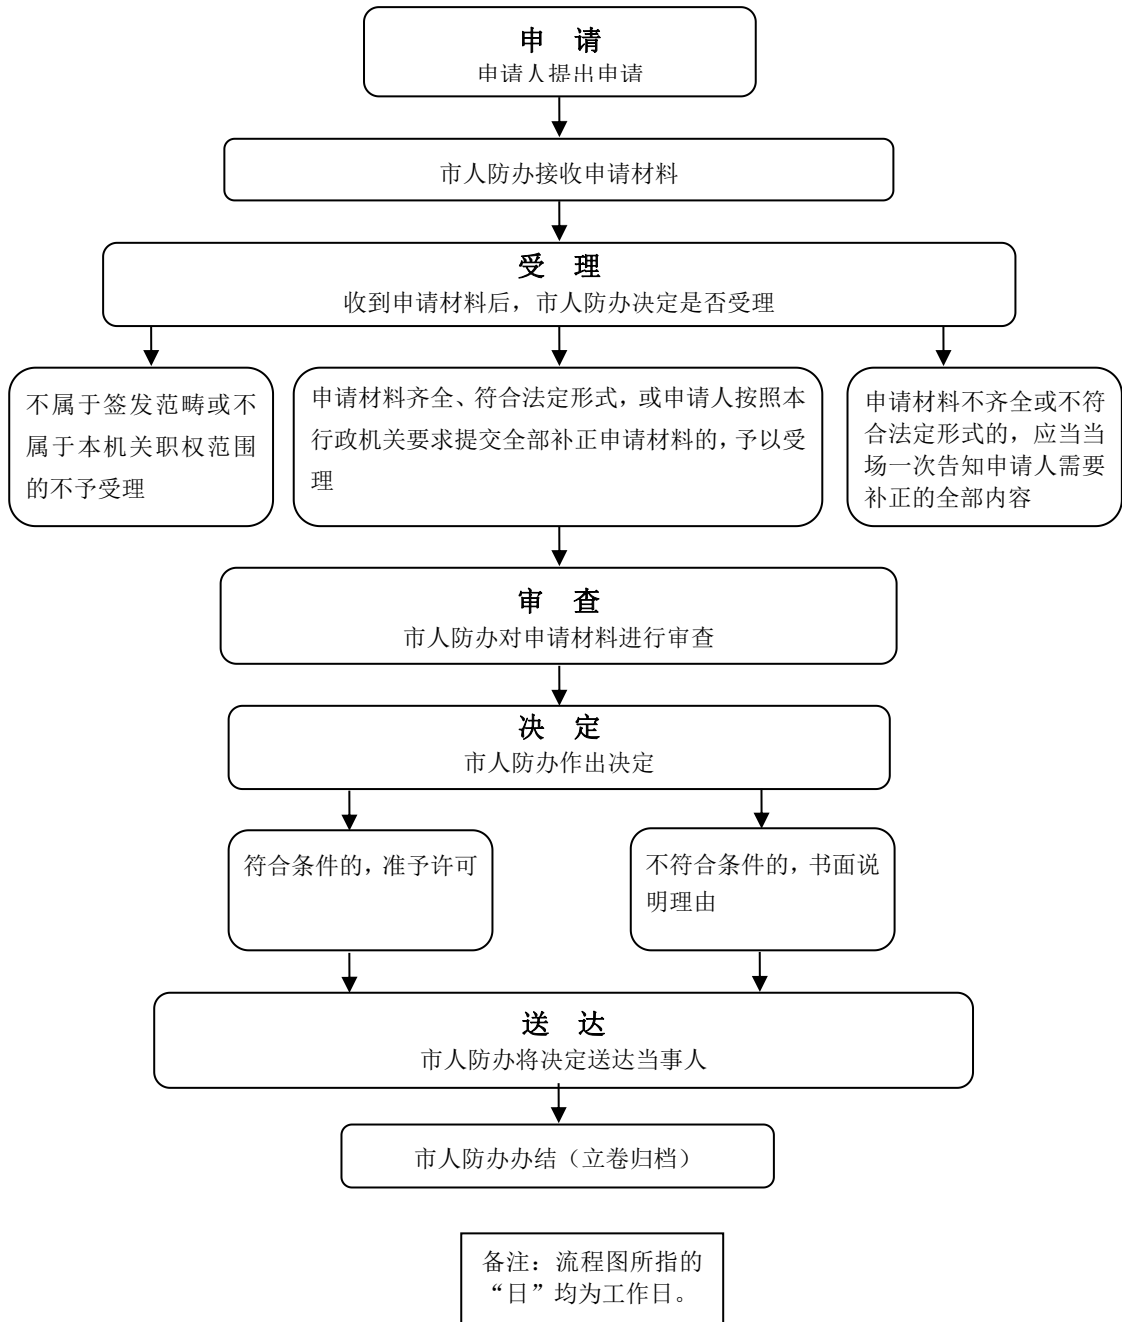 申 请
申请人提出申请
市人防办接收申请材料
受 理
收到申请材料后，市人防办决定是否受理
不属于签发范畴或不
属于本机关职权范围
的不予受理
申请材料齐全、符合法定形式，或申请人按照本
行政机关要求提交全部补正申请材料的，予以受
理
申请材料不齐全或不符
合法定形式的，应当当
场一次告知申请人需要
补正的全部内容
审 查
市人防办对申请材料进行审查
决 定
市人防办作出决定
符合条件的，准予许可
不符合条件的，书面说
明理由
送 达
市人防办将决定送达当事人
市人防办办结（立卷归档）
备注：流程图所指的
“日”均为工作日。